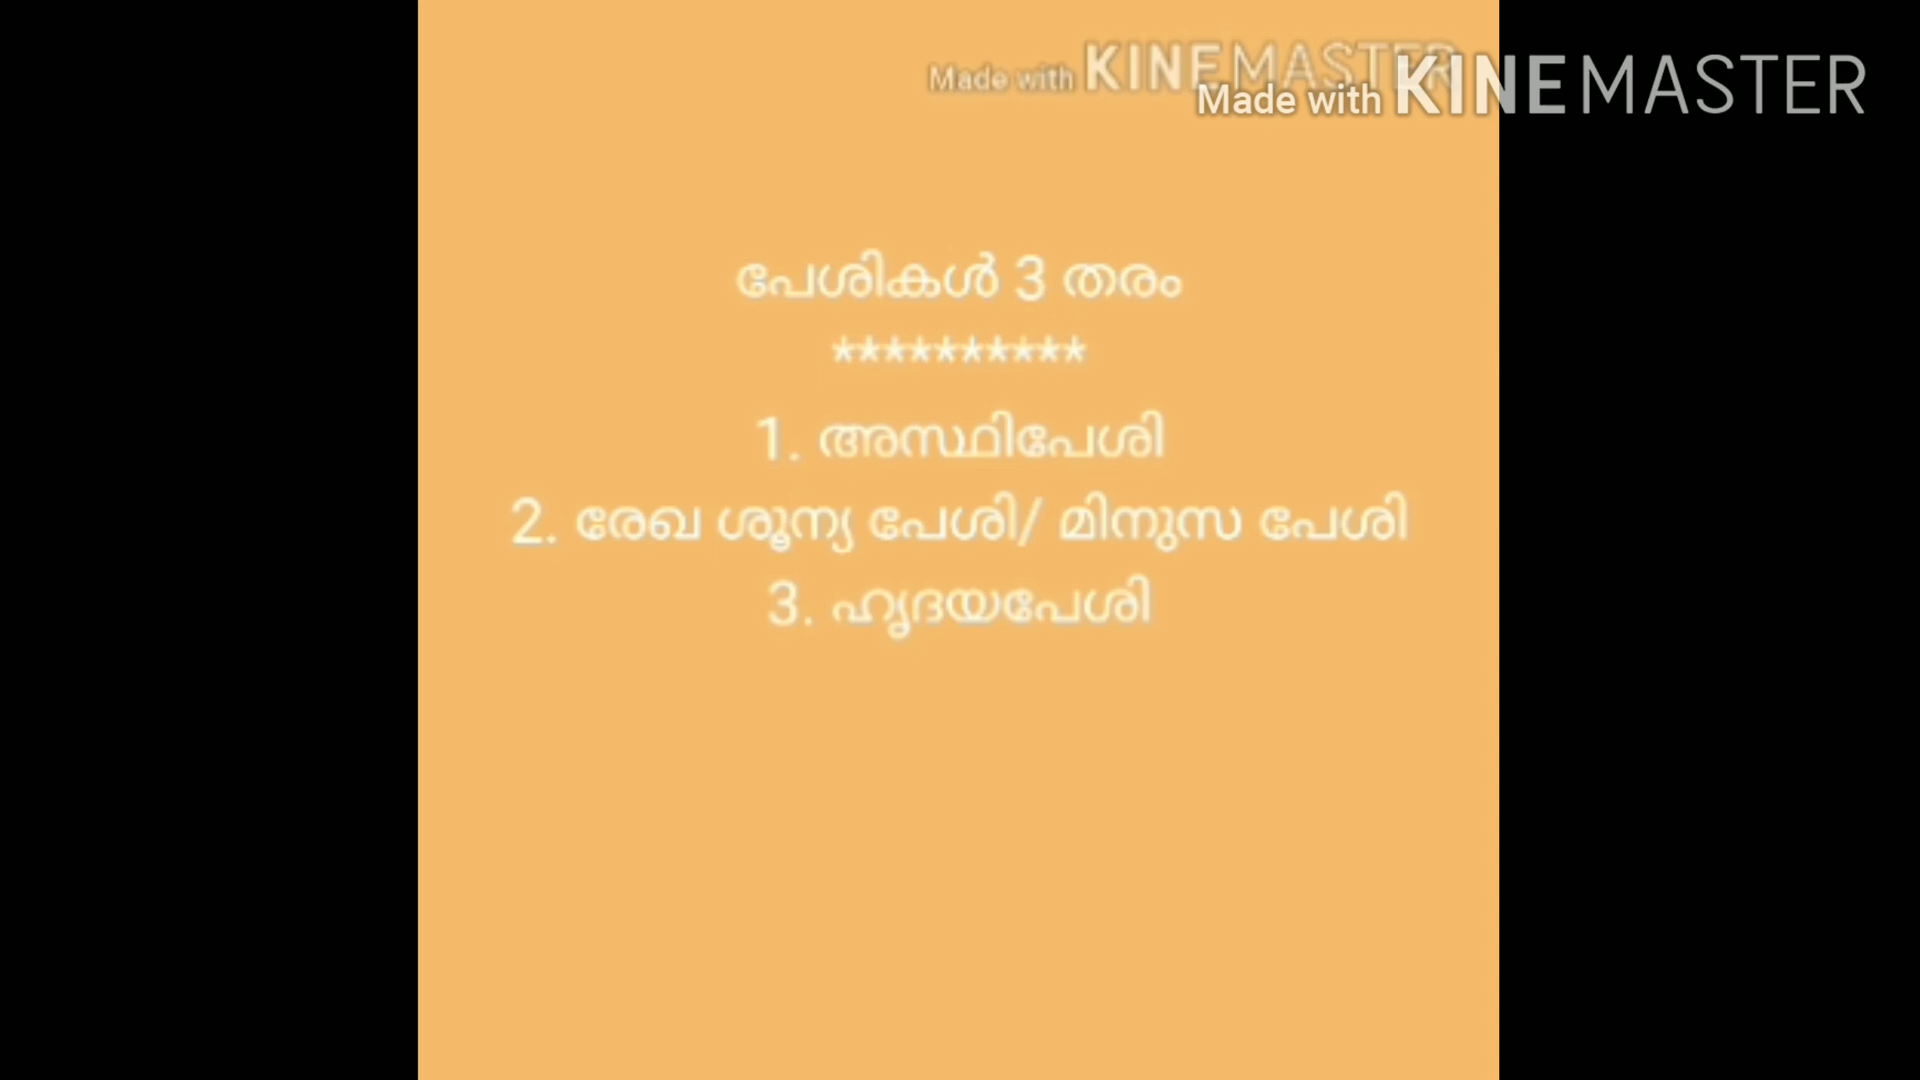 Made with KINEMASTER
Made with KINEMASTER
പേശികൾ 3 തരം
**********
1. അസ്ഥിപേശി
2. രേഖ ശൂന്യ പേശി/ മിനുസ പേശി
3. ഹൃദയപേശി